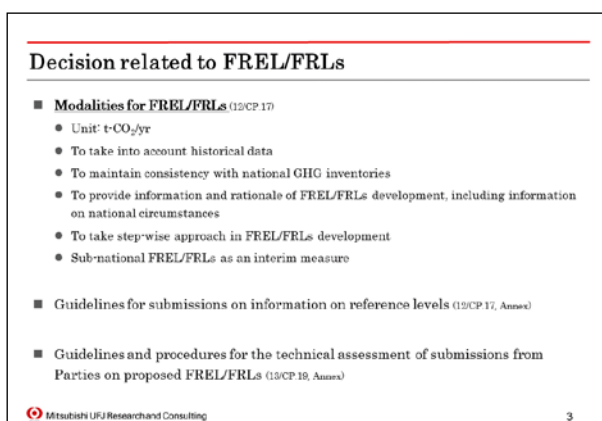 Decision related to FREL/FRLs
■ Modalities for FREL/FRLs (12/CP.17)
● Unit: t-CO₂/yr
● To take into account historical data
● To maintain consistency with national GHG inventories
● To provide information and rationale of FREL/FRLs development, including information
on national circumstances
● To take step-wise approach in FREL/FRLs development
● Sub-national FREL/FRLs as an interim measure
■ Guidelines for submissions on information on reference levels (12/CP.17, Annex)
■ Guidelines and procedures for the technical assessment of submissions from
Parties on proposed FREL/FRLs (13/CP.19, Annex)
Mitsubishi UFJ Researchand Consulting
3